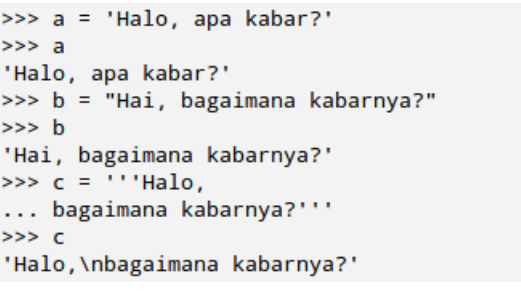 >>> a = 'Halo, apa kabar?'
>>> a
'Halo, apa kabar?'
>>> b = "Hai, bagaimana kabarnya?"
>>> b
'Hai, bagaimana kabarnya?'
>>> c = '''Halo,
... bagaimana kabarnya?'''
>>> c
'Halo,\nbagaimana kabarnya?'